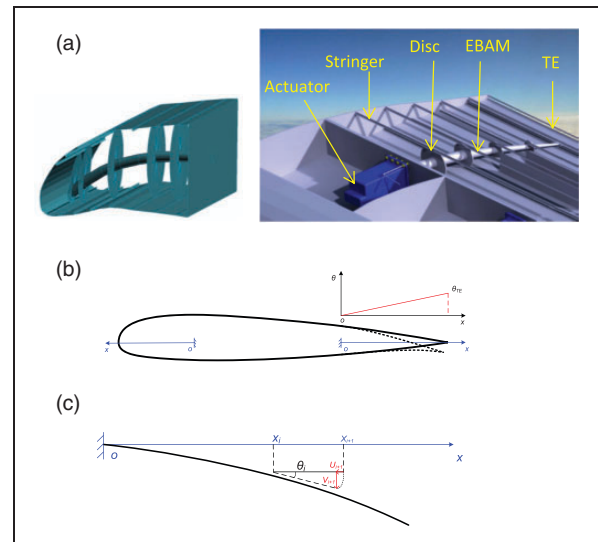 (a)
Stringer
Disc
EBAM
TE
Actuator
(b)
θ
θTE
o
x
x
o
o
x
(c)
Xi
Xi+1
o
x
θi
Ui+1
Vi+1